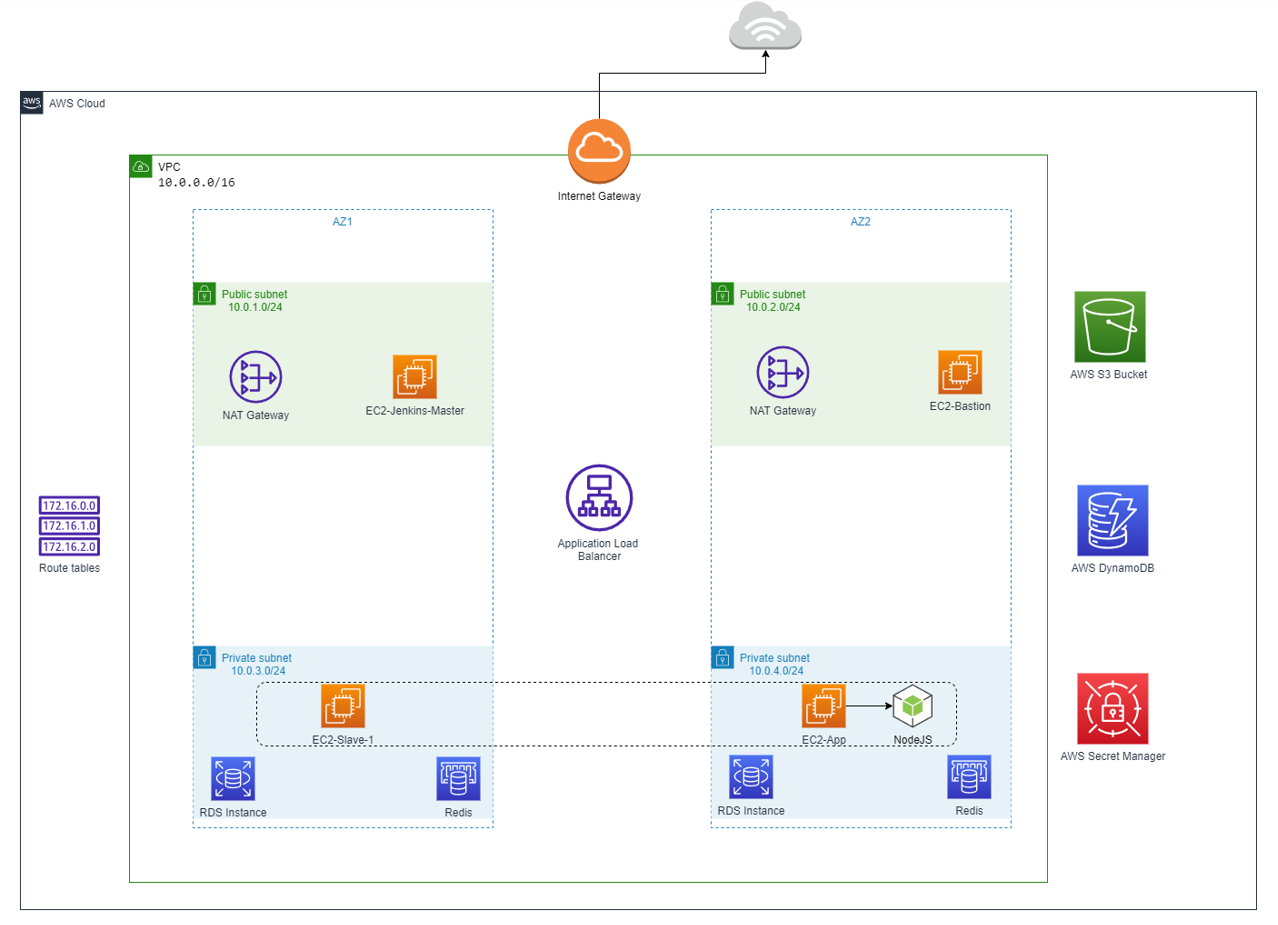 aws
AWS Cloud
VPC
10.0.0.0/16
Internet Gateway
AZ1
AZ2
Public subnet
10.0.1.0/24
Public subnet
10.0.2.0/24
NAT Gateway
EC2-Jenkins-Master
NAT Gateway
EC2-Bastion
AWS S3 Bucket
172.16.0.0
172.16.1.0
172.16.2.0
Route tables
Application Load
Balancer
AWS DynamoDB
Private subnet
10.0.3.0/24
Private subnet
10.0.4.0/24
EC2-Slave-1
EC2-App
NodeJS
AWS Secret Manager
RDS Instance
Redis
RDS Instance
Redis